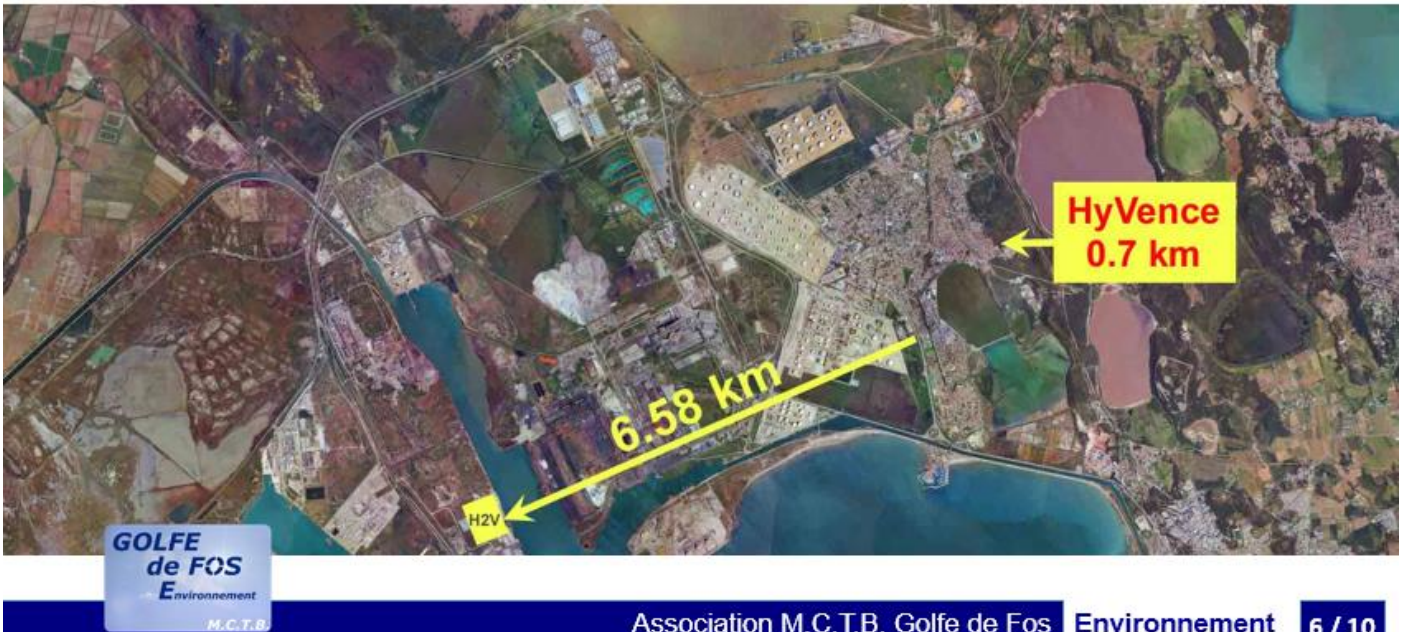 HyVence
0.7 km
6.58 km
H2V
GOLFE
de FOS
Environnement
M.C.T.B.
Association M.C.T.B. Golfe de Fos Environnement 6 / 10